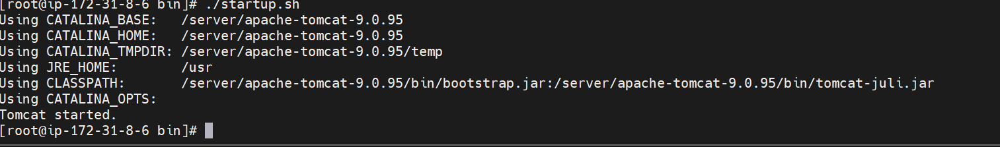 [root@ip-172-31-8-6 bin]# ./startup.sh
Using CATALINA_BASE:   /server/apache-tomcat-9.0.95
Using CATALINA_HOME:   /server/apache-tomcat-9.0.95
Using CATALINA_TMPDIR: /server/apache-tomcat-9.0.95/temp
Using JRE_HOME:        /usr
Using CLASSPATH:       /server/apache-tomcat-9.0.95/bin/bootstrap.jar:/server/apache-tomcat-9.0.95/bin/tomcat-juli.jar
Using CATALINA_OPTS:
Tomcat started.
[root@ip-172-31-8-6 bin]#